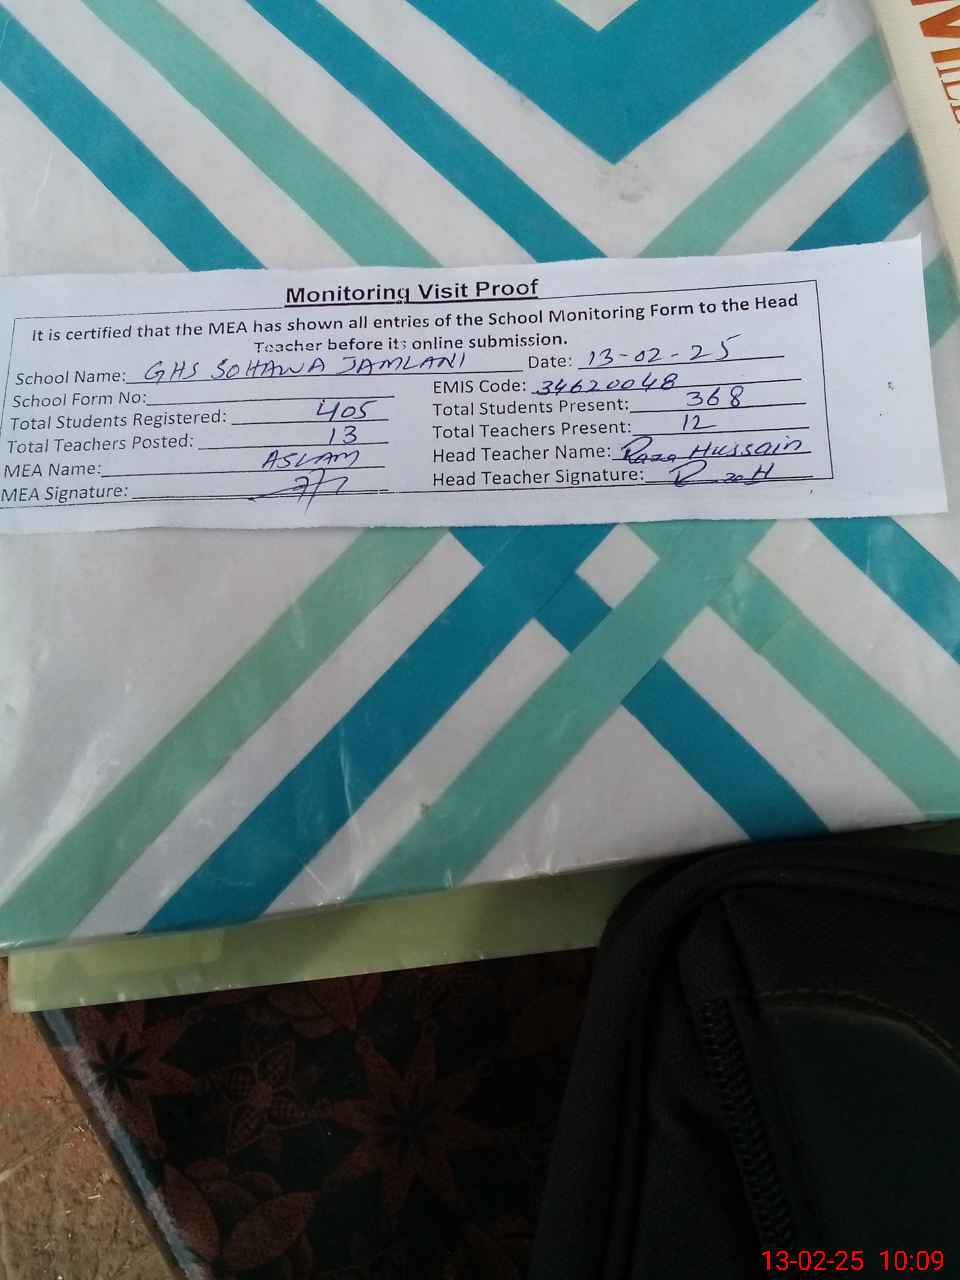 Monitoring Visit Proof
It is certified that the MEA has shown all entries of the School Monitoring Form to the Head
Teacher before its online submission.
School Name: GHS SOHAWA JAMLANI Date: 13-02-25
School Form No: EMIS Code: 34620048
Total Students Registered: 405 Total Students Present: 368
Total Teachers Posted: 13 Total Teachers Present: 12
MEA Name: ASLAM Head Teacher Name: Raza Hussain
MEA Signature: Head Teacher Signature:
13-02-25 10:09